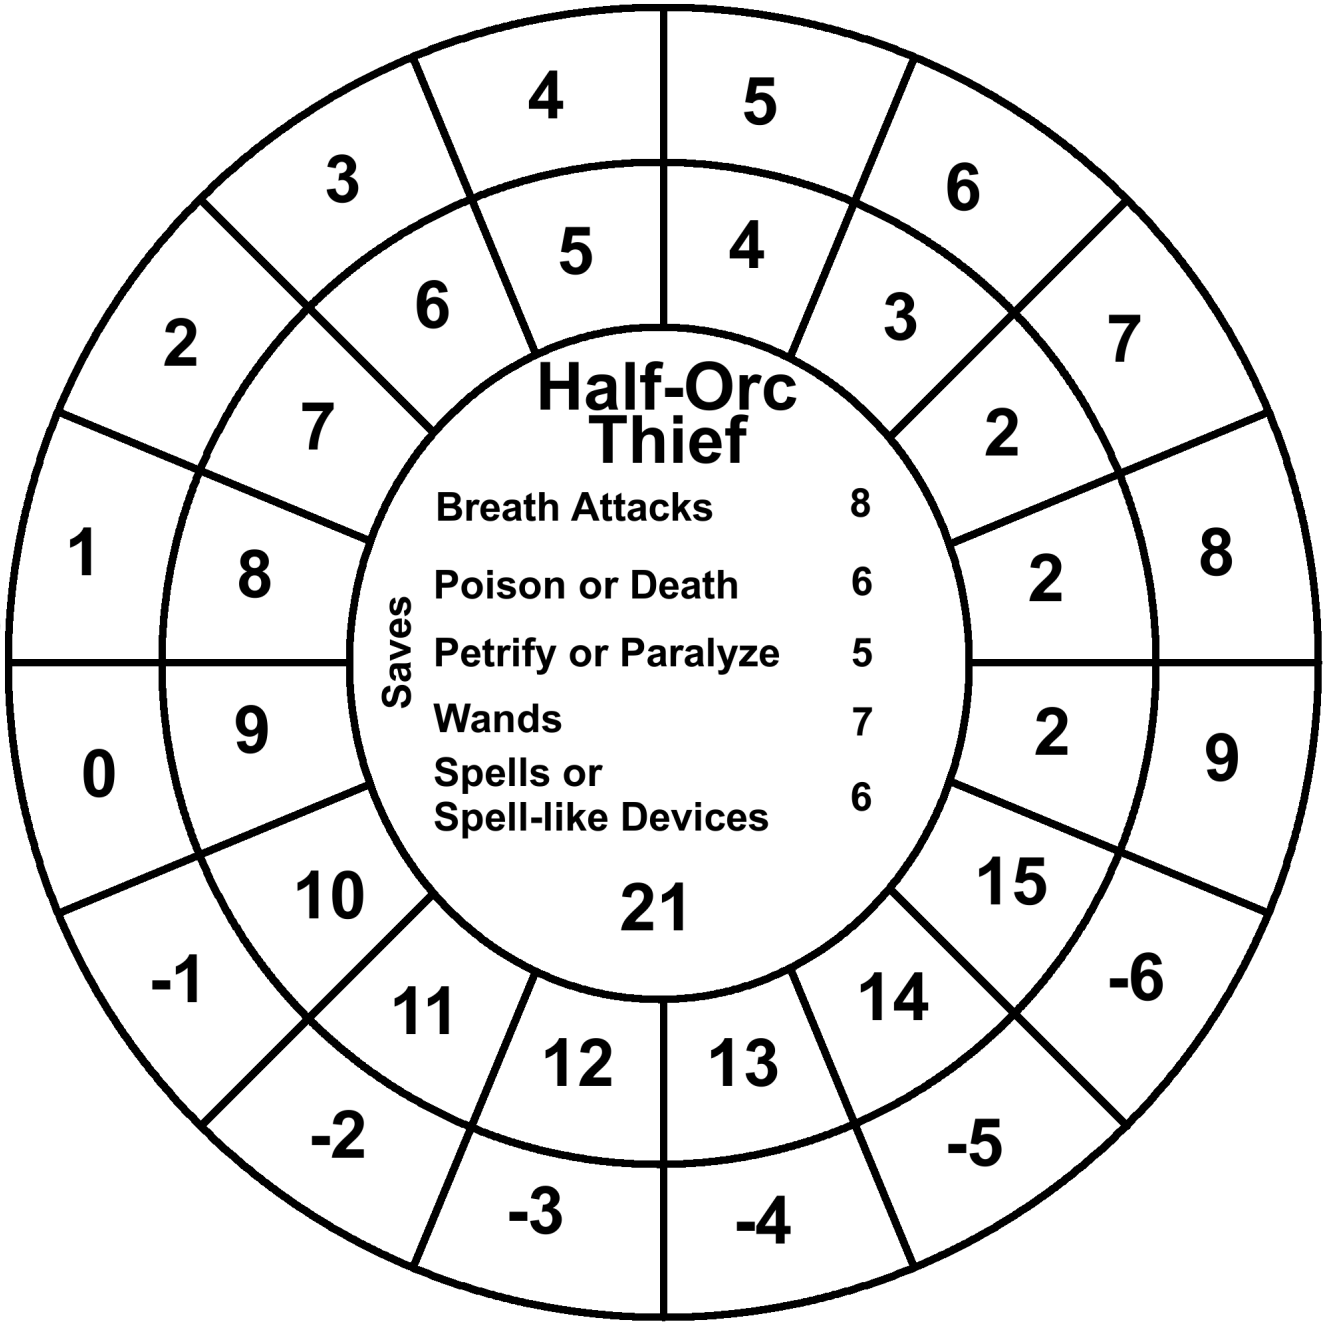 4 5
3 6
5 4
6 3
2 7
7 2
Half-Orc
Thief
Breath Attacks 8
1 8 2 8
Poison or Death 6
Saves
Petrify or Paralyze 5
Wands 7
0 9 2 9
Spells or
Spell-like Devices 6
10 15
21
-1 -6
11 14
12 13
-2 -5
-3 -4